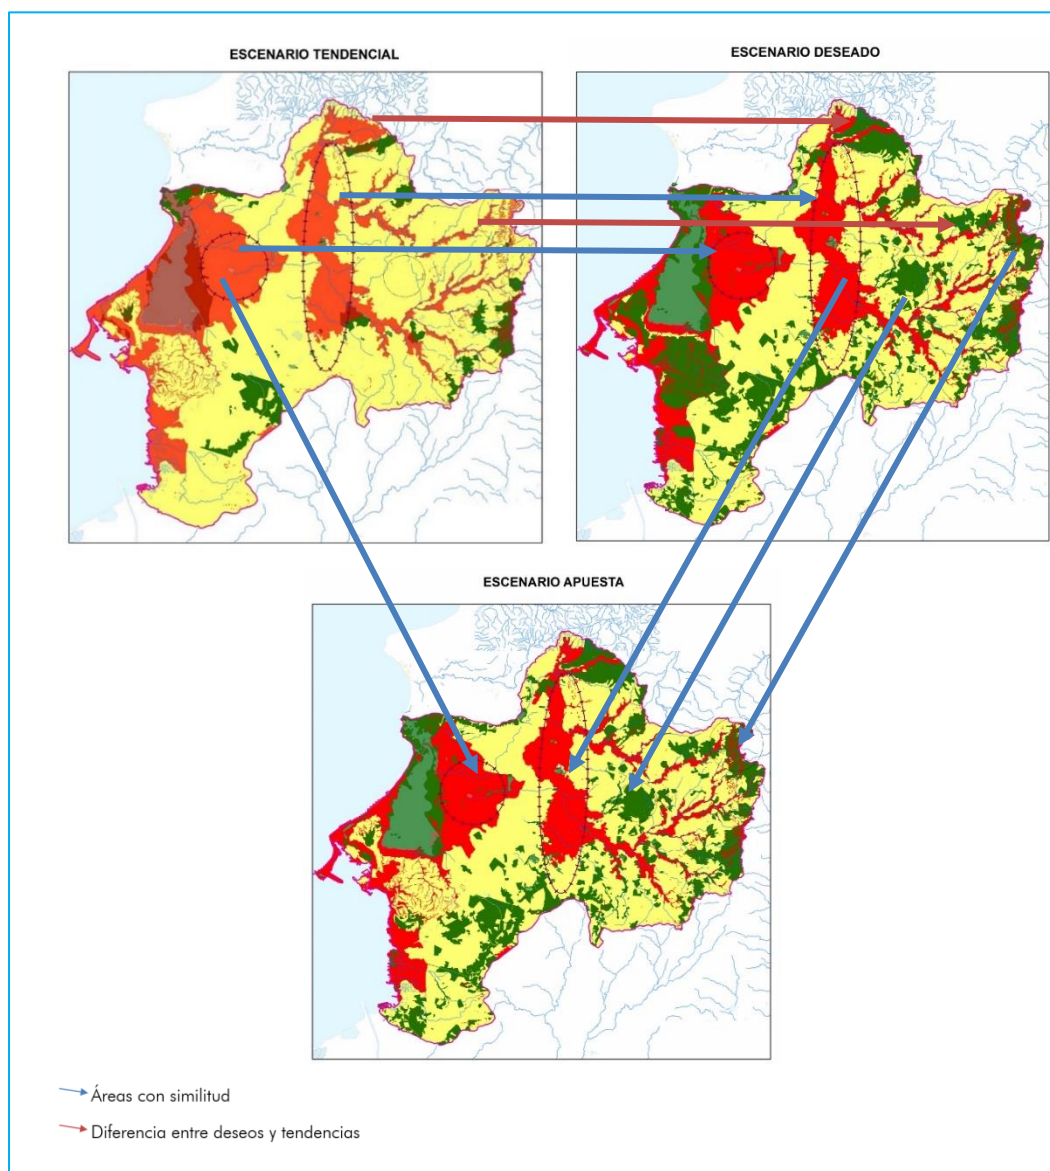 ESCENARIO TENDENCIAL
ESCENARIO DESEADO
ESCENARIO APUESTA
Áreas con similitud
Diferencia entre deseos y tendencias